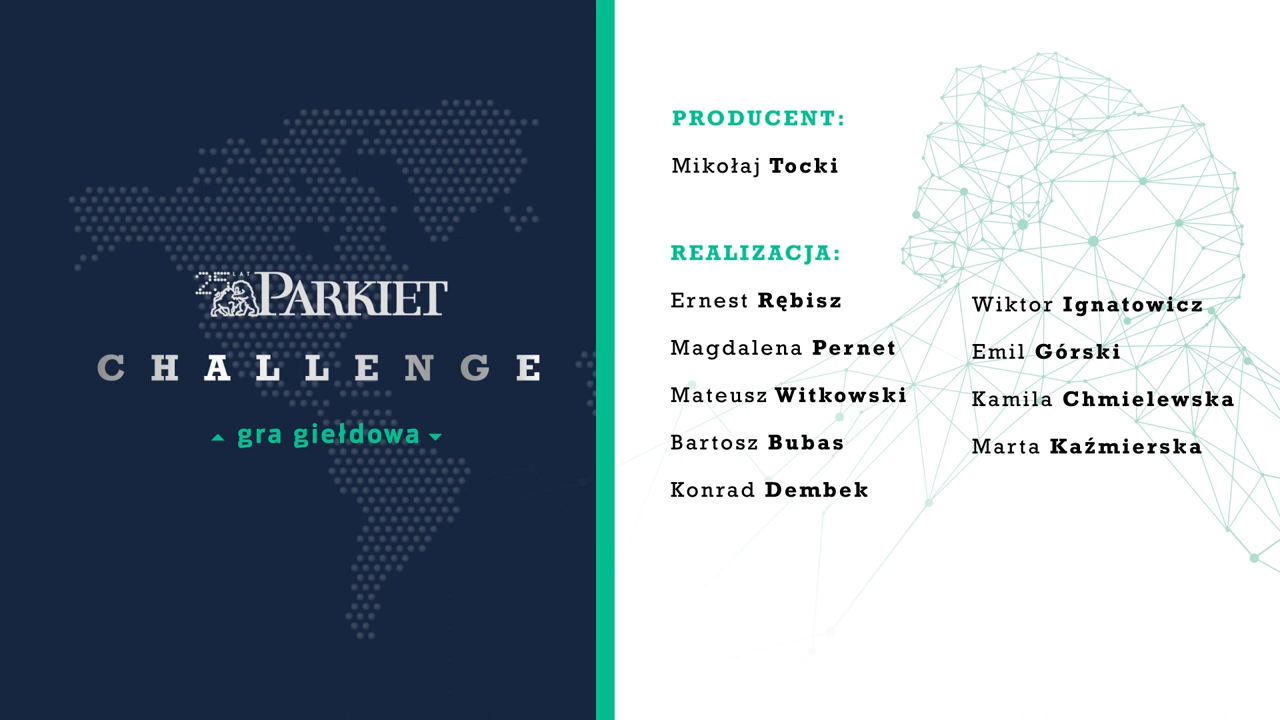 25 LAT PARKIET
CHALLENGE
gra giełdowa
PRODUCENT:
Mikołaj Tocki
REALIZACJA:
Ernest Rębisz
Magdalena Pernet
Mateusz Witkowski
Bartosz Bubas
Konrad Dembek
Wiktor Ignatowicz
Emil Górski
Kamila Chmielewska
Marta Kaźmierska